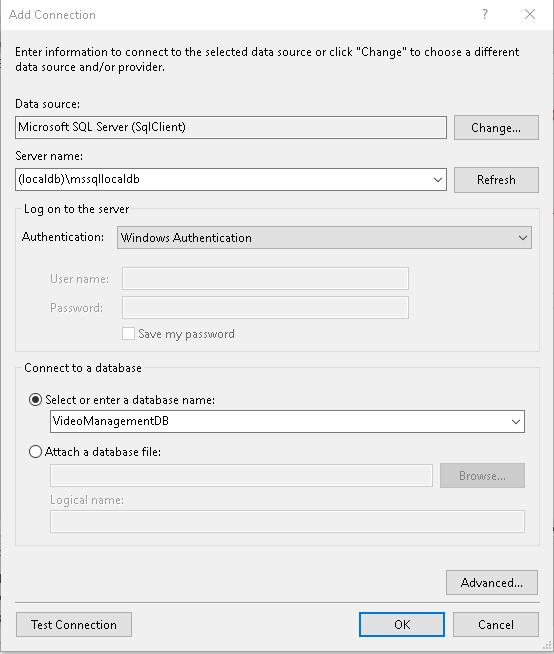 Add Connection
?
Enter information to connect to the selected data source or click "Change" to choose a different
data source and/or provider.
Data source:
Microsoft SQL Server (SqlClient)
Change...
Server name:
(localdb)\mssqllocaldb
Refresh
Log on to the server
Authentication:
Windows Authentication
User name:
Password:
Save my password
Connect to a database
Select or enter a database name:
VideoManagementDB
Attach a database file:
Browse...
Logical name:
Advanced...
Test Connection
OK
Cancel